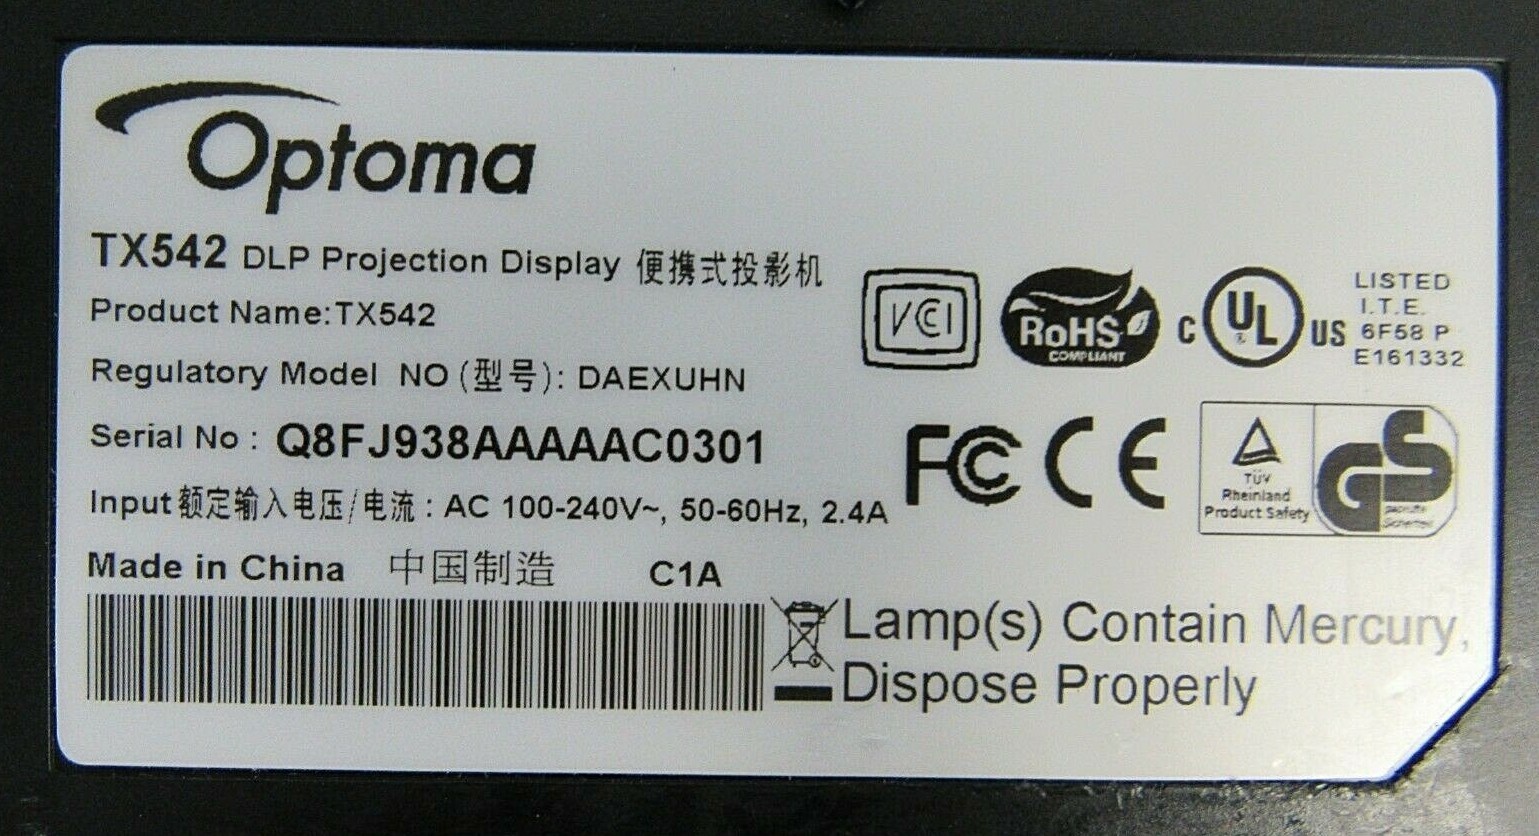 Optoma
TX542 DLP Projection Display 便携式投影机
Product Name:TX542
Regulatory Model NO (型号): DAEXUHN
Serial No : Q8FJ938AAAAAC0301
Input 额定输入电压/电流 : AC 100-240V~, 50-60Hz, 2.4A
Made in China 中国制造 C1A
VCCI
RoHS
COMPLIANT
C UL US
LISTED
I.T.E.
6F58 P
E161332
FC CE
TÜV
Rheinland
Product Safety
GS
geprüfte
Sicherheit
Lamp(s) Contain Mercury,
Dispose Properly